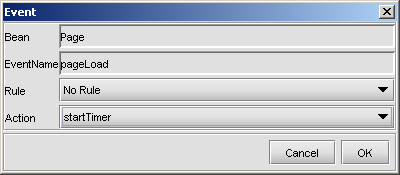 Event
Bean Page
EventName pageLoad
Rule No Rule
Action startTimer
Cancel OK